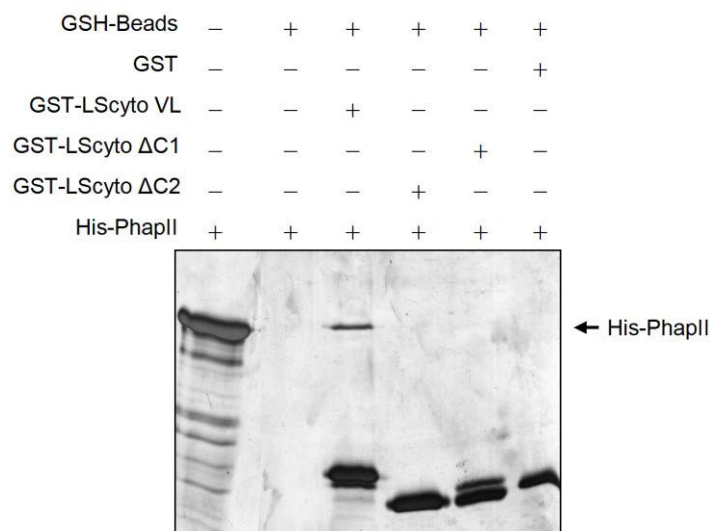 GSH-Beads – + + + + +
GST – – – – – +
GST-LScyto VL – – + – – –
GST-LScyto ΔC1 – – – – + –
GST-LScyto ΔC2 – – – + – –
His-PhapII + + + + + +
← His-PhapII